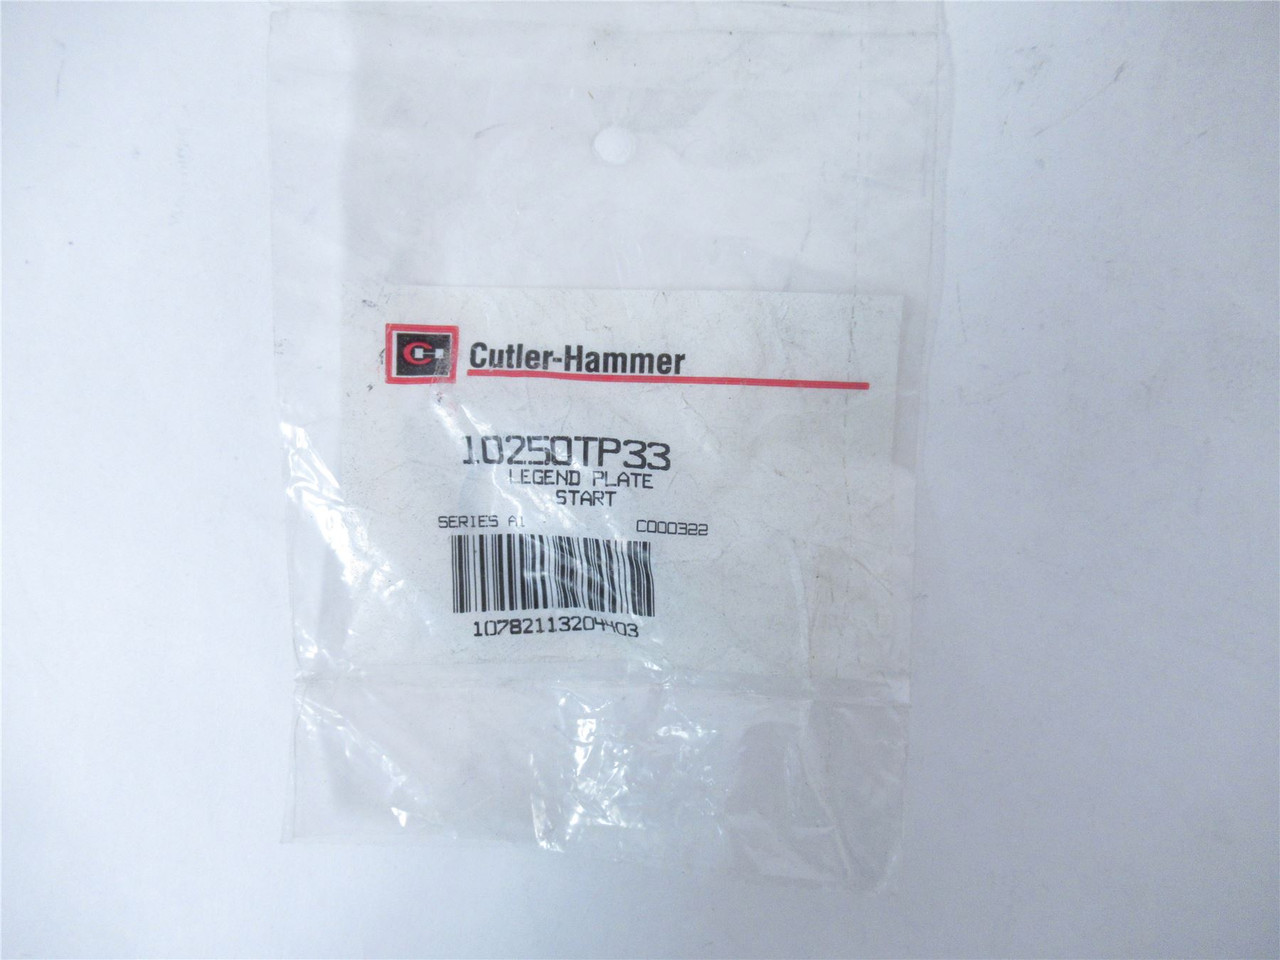 Cutler-Hammer
10250TP33
LEGEND PLATE
START
SERIES A1 C000322
10782113204403